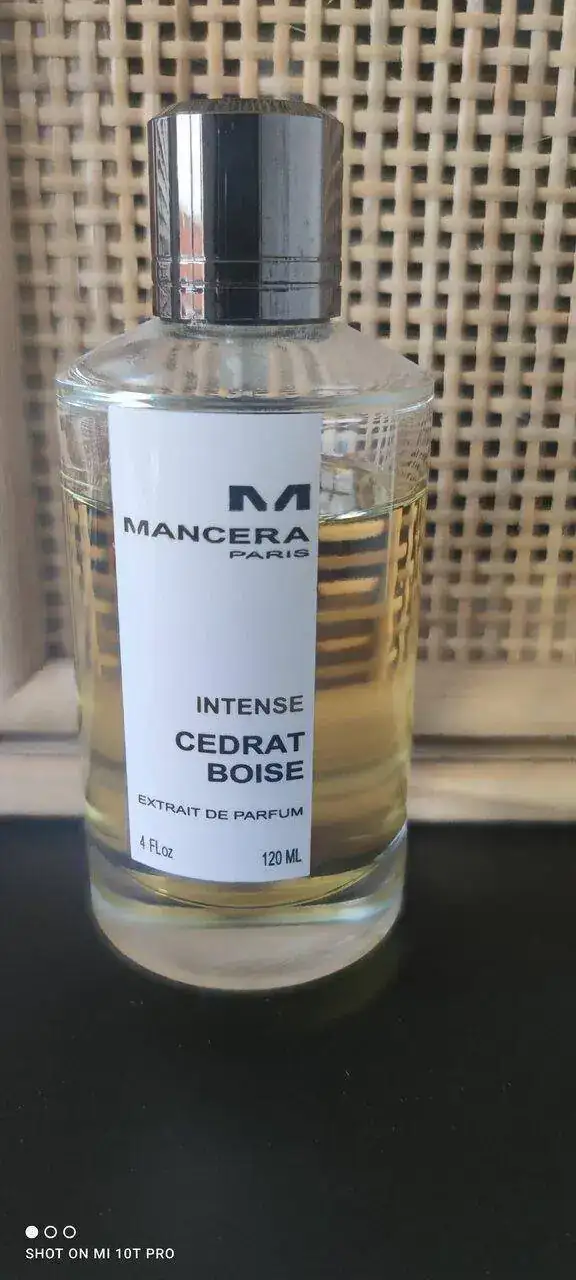 M
MANCERA
PARIS
INTENSE
CEDRAT
BOISE
EXTRAIT DE PARFUM
4 FLoz 120 ML
SHOT ON MI 10T PRO